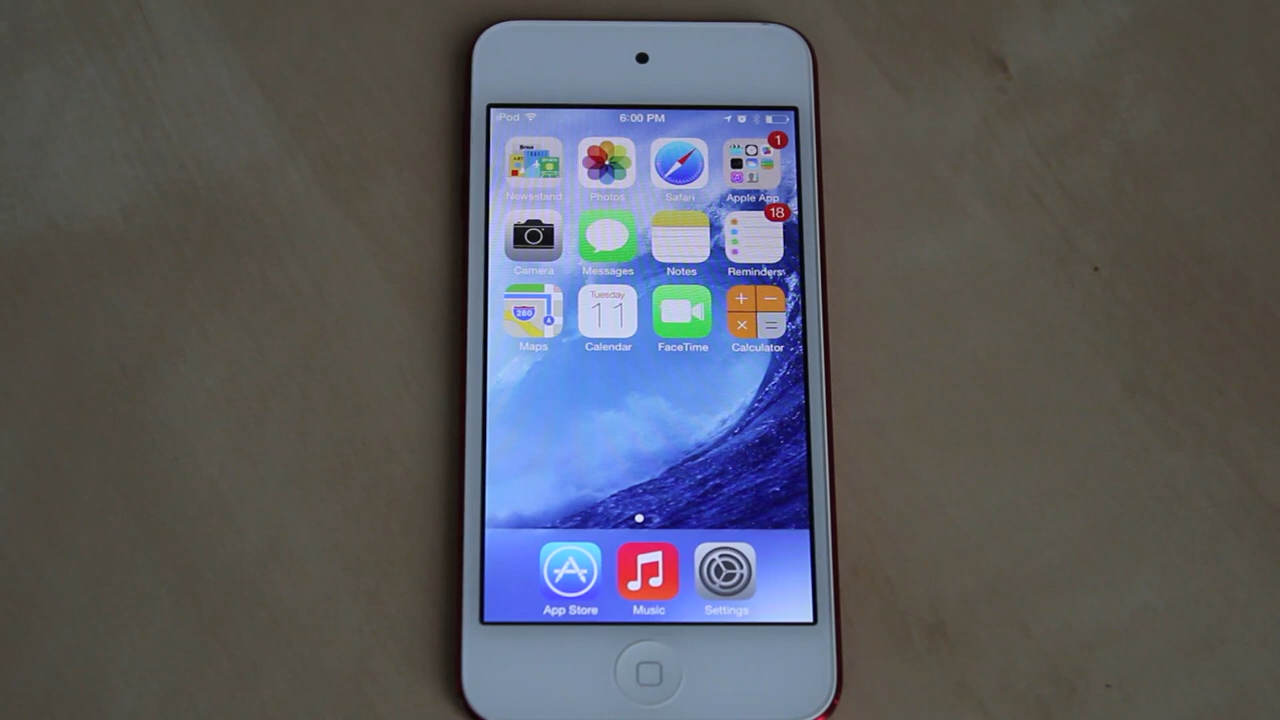 iPod 6:00 PM
1
Newsstand Photos Safari Apple App
18
Camera Messages Notes Reminders
280
Tuesday
11
Maps Calendar FaceTime Calculator
App Store Music Settings